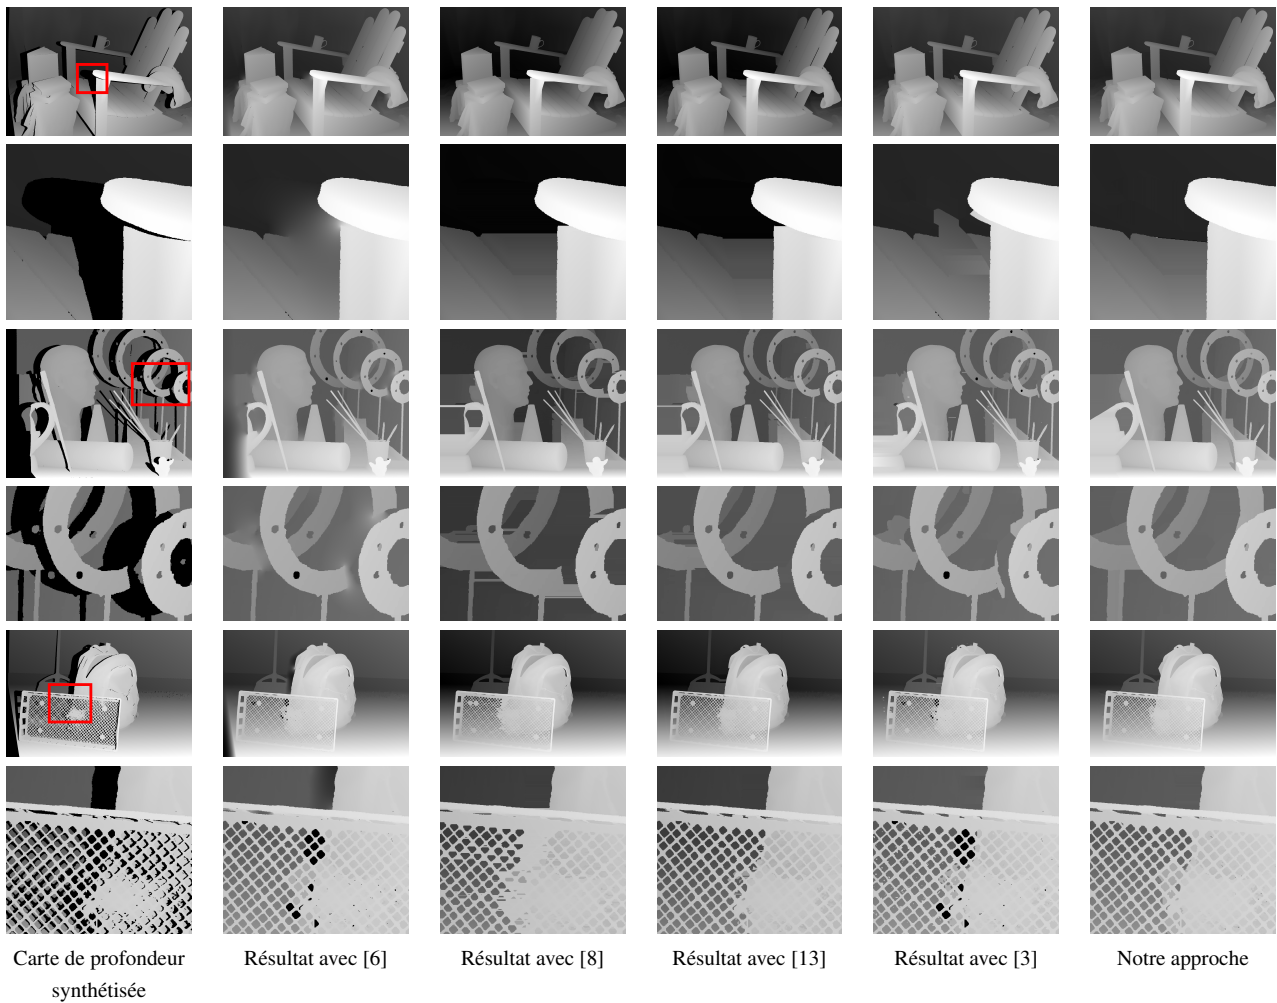 Carte de profondeur
synthétisée
Résultat avec [6]
Résultat avec [8]
Résultat avec [13]
Résultat avec [3]
Notre approche